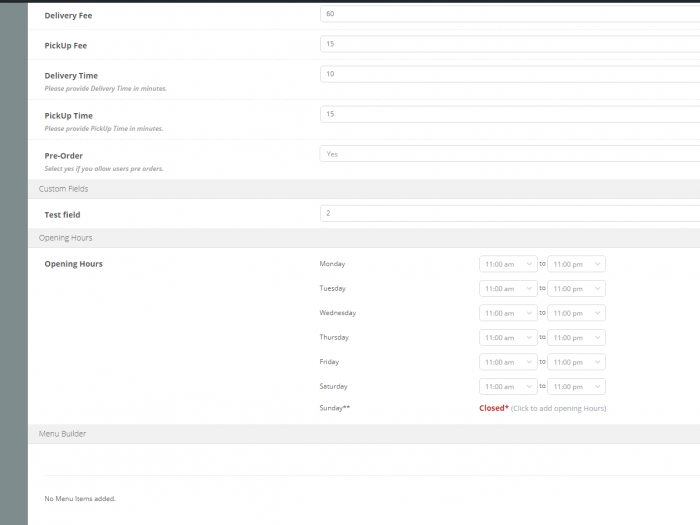 Delivery Fee 60
PickUp Fee 15
Delivery Time 10
Please provide Delivery Time in minutes.
PickUp Time 15
Please provide PickUp Time in minutes.
Pre-Order Yes
Select yes if you allow users pre orders.
Custom Fields
Test field 2
Opening Hours
Opening Hours Monday 11:00 am to 11:00 pm
Tuesday 11:00 am to 11:00 pm
Wednesday 11:00 am to 11:00 pm
Thursday 11:00 am to 11:00 pm
Friday 11:00 am to 11:00 pm
Saturday 11:00 am to 11:00 pm
Sunday** Closed* (Click to add opening Hours)
Menu Builder
No Menu Items added.